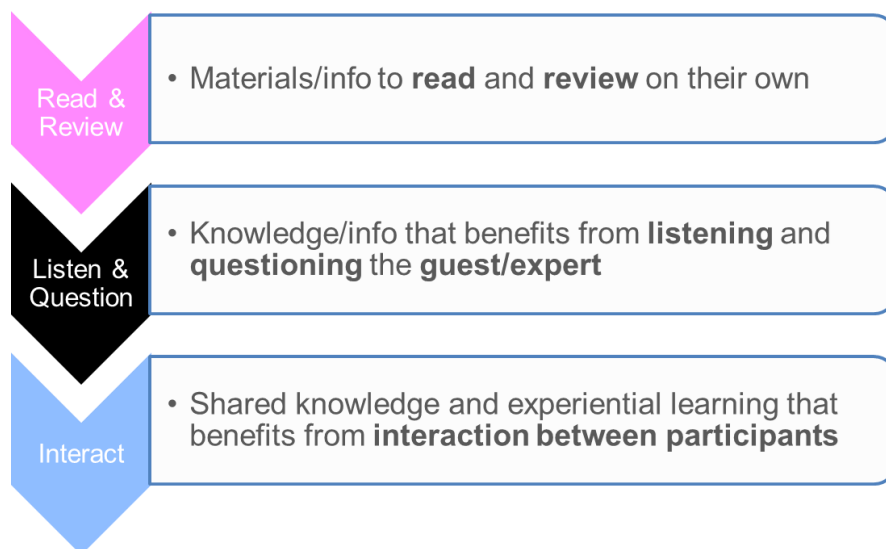 Read &
Review
• Materials/info to read and review on their own
Listen &
Question
• Knowledge/info that benefits from listening and
questioning the guest/expert
Interact
• Shared knowledge and experiential learning that
benefits from interaction between participants